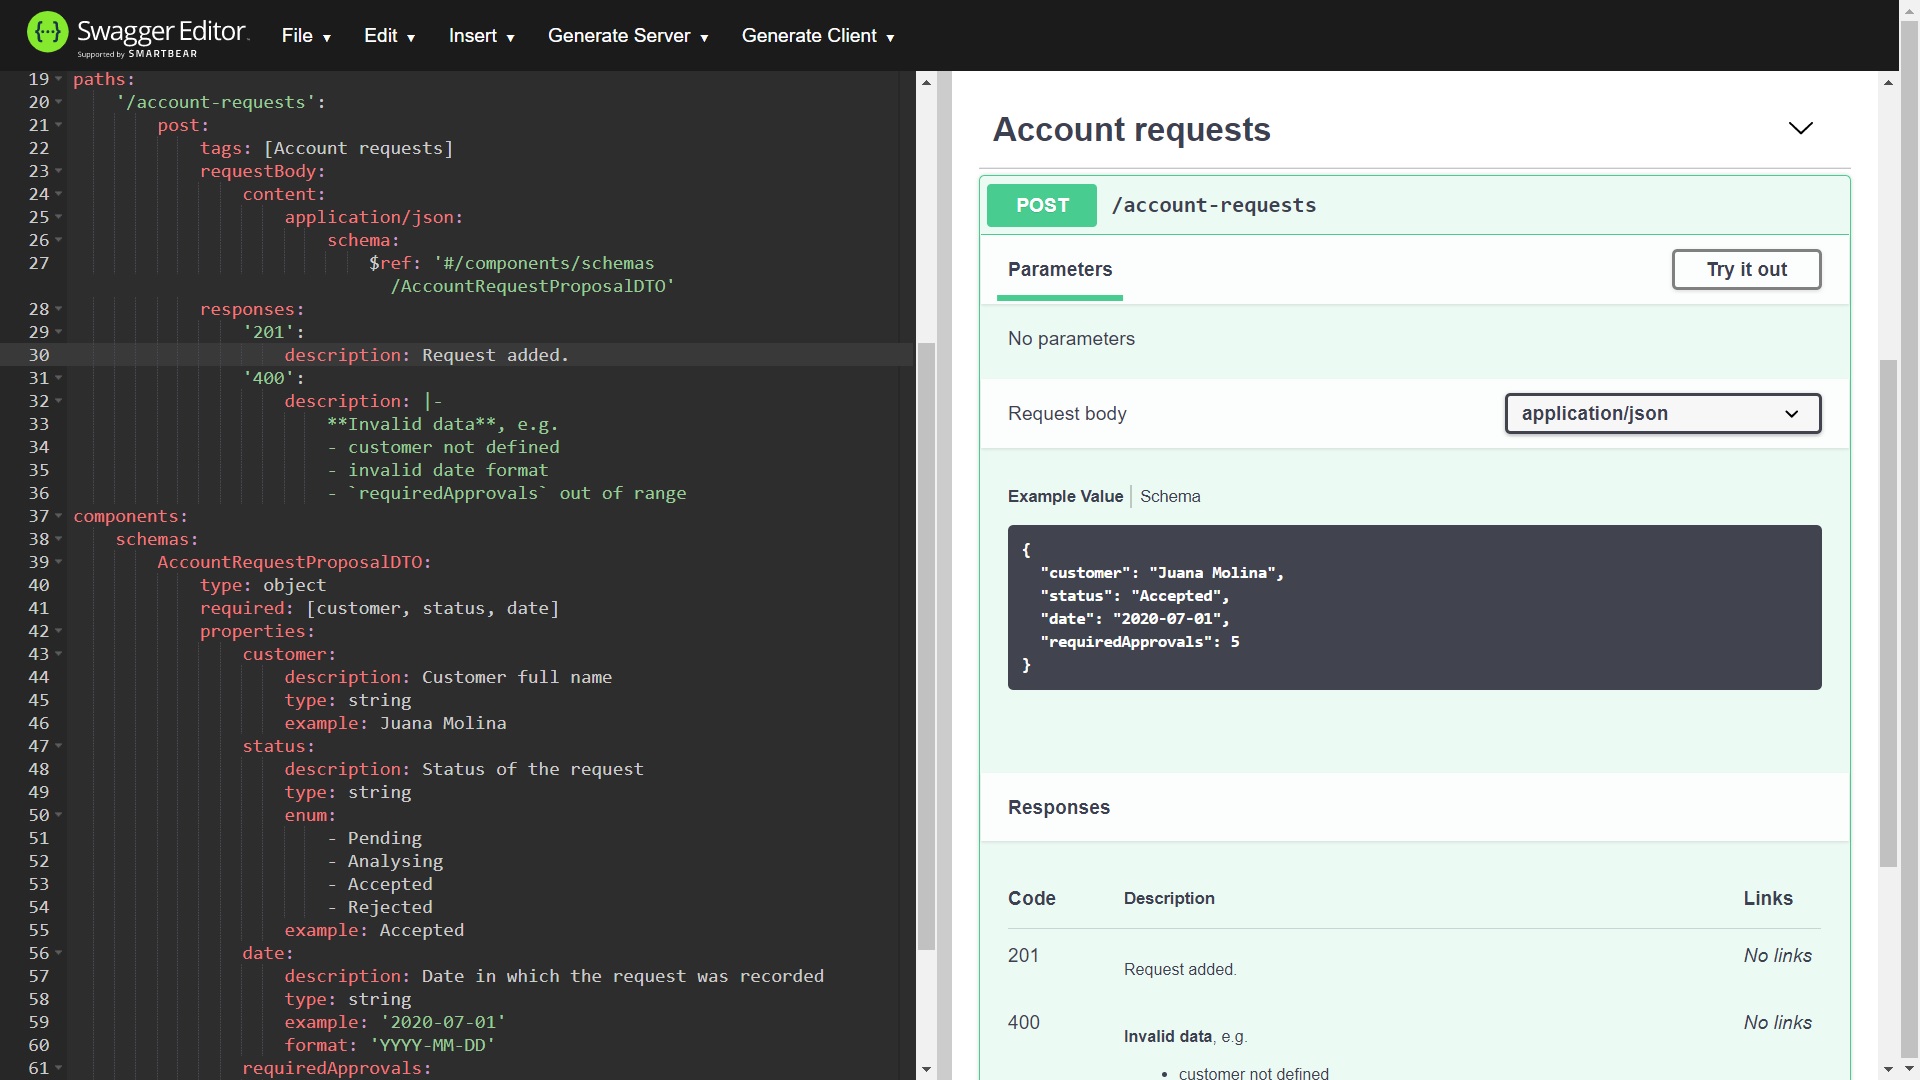 Swagger Editor
Supported by SMARTBEAR
File
Edit
Insert
Generate Server
Generate Client
19 paths:
20 '/account-requests':
21 post:
22 tags: [Account requests]
23 requestBody:
24 content:
25 application/json:
26 schema:
27 $ref: '#/components/schemas
/AccountRequestProposalDTO'
28 responses:
29 '201':
30 description: Request added.
31 '400':
32 description: |-
33 **Invalid data**, e.g.
34 - customer not defined
35 - invalid date format
36 - `requiredApprovals` out of range
37 components:
38 schemas:
39 AccountRequestProposalDTO:
40 type: object
41 required: [customer, status, date]
42 properties:
43 customer:
44 description: Customer full name
45 type: string
46 example: Juana Molina
47 status:
48 description: Status of the request
49 type: string
50 enum:
51 - Pending
52 - Analysing
53 - Accepted
54 - Rejected
55 example: Accepted
56 date:
57 description: Date in which the request was recorded
58 type: string
59 example: '2020-07-01'
60 format: 'YYYY-MM-DD'
61 requiredApprovals:
Account requests
POST /account-requests
Parameters
Try it out
No parameters
Request body
application/json
Example Value Schema
{
"customer": "Juana Molina",
"status": "Accepted",
"date": "2020-07-01",
"requiredApprovals": 5
}
Responses
Code Description Links
201 Request added. No links
400 Invalid data, e.g. No links
• customer not defined